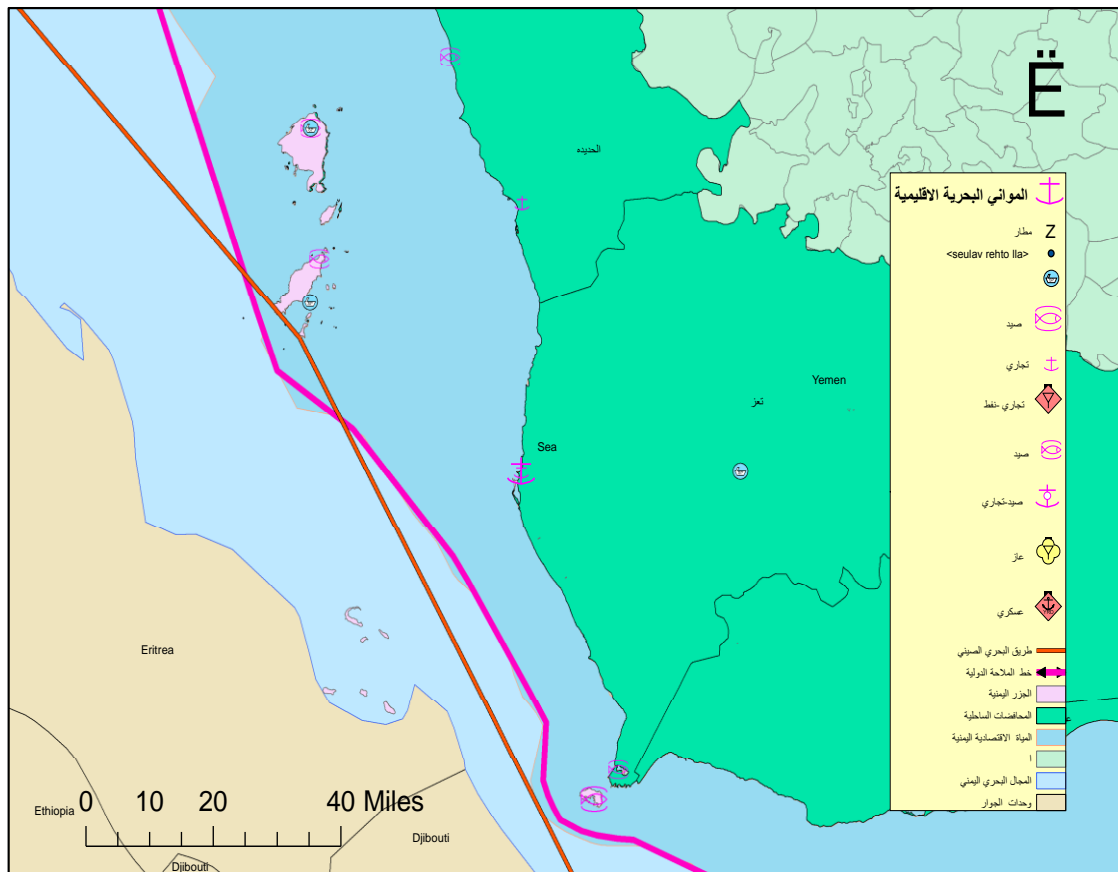 Ë
الحديده
المواني البحرية الاقليمية
مطار
Z
<seulav rehto lla>
صيد
تجاري
تجاري -نفط
صيد
صيد-تجاري
غاز
عسكري
طريق البحري الصيني
خط الملاحة الدولية
الجزر اليمنية
المحافضات الساحلية
المياة الاقتصادية اليمنية
ا
المجال البحري اليمني
وحدات الجوار
Yemen
تعز
Sea
Eritrea
Ethiopia
0 10 20 40 Miles
Djibouti
Djibouti